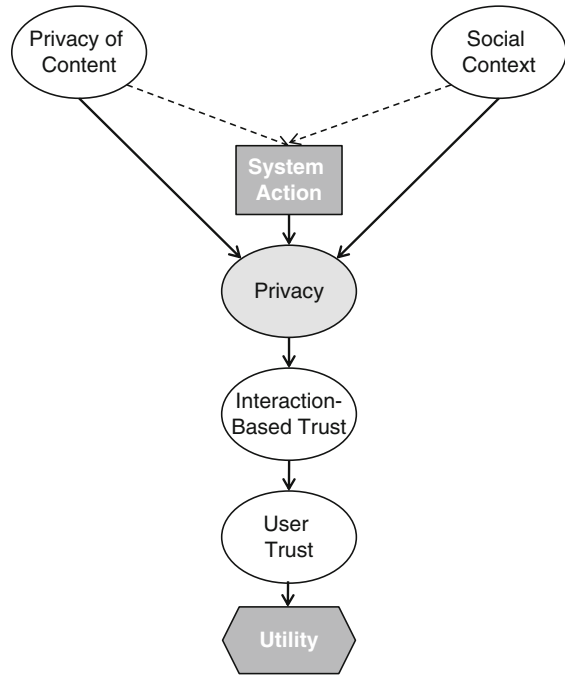 Privacy of
Content
Social
Context
System
Action
Privacy
Interaction-
Based Trust
User
Trust
Utility